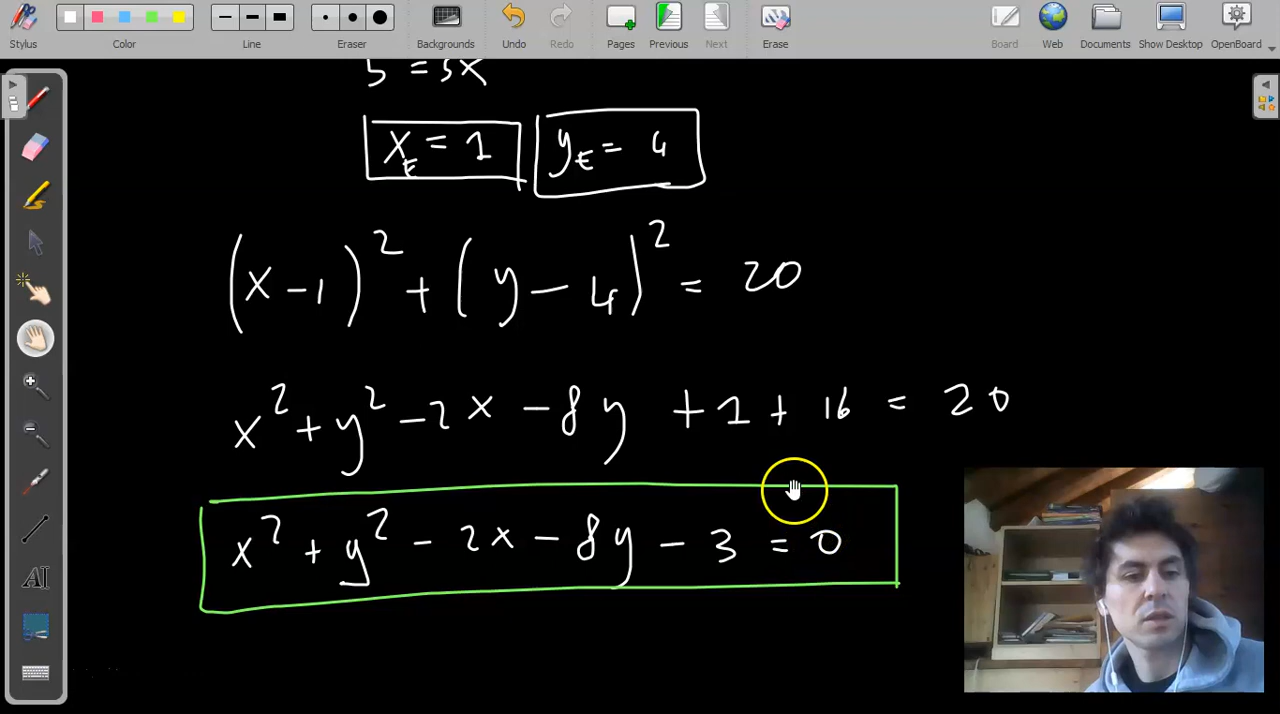 Stylus Color Line Eraser Backgrounds Undo Redo Pages Previous Next Erase Board Web Documents Show Desktop OpenBoard
5 = 5x
x_E = 1 y_E = 4
(x - 1)² + (y - 4)² = 20
x² + y² - 2x - 8y + 1 + 16 = 20
x² + y² - 2x - 8y - 3 = 0